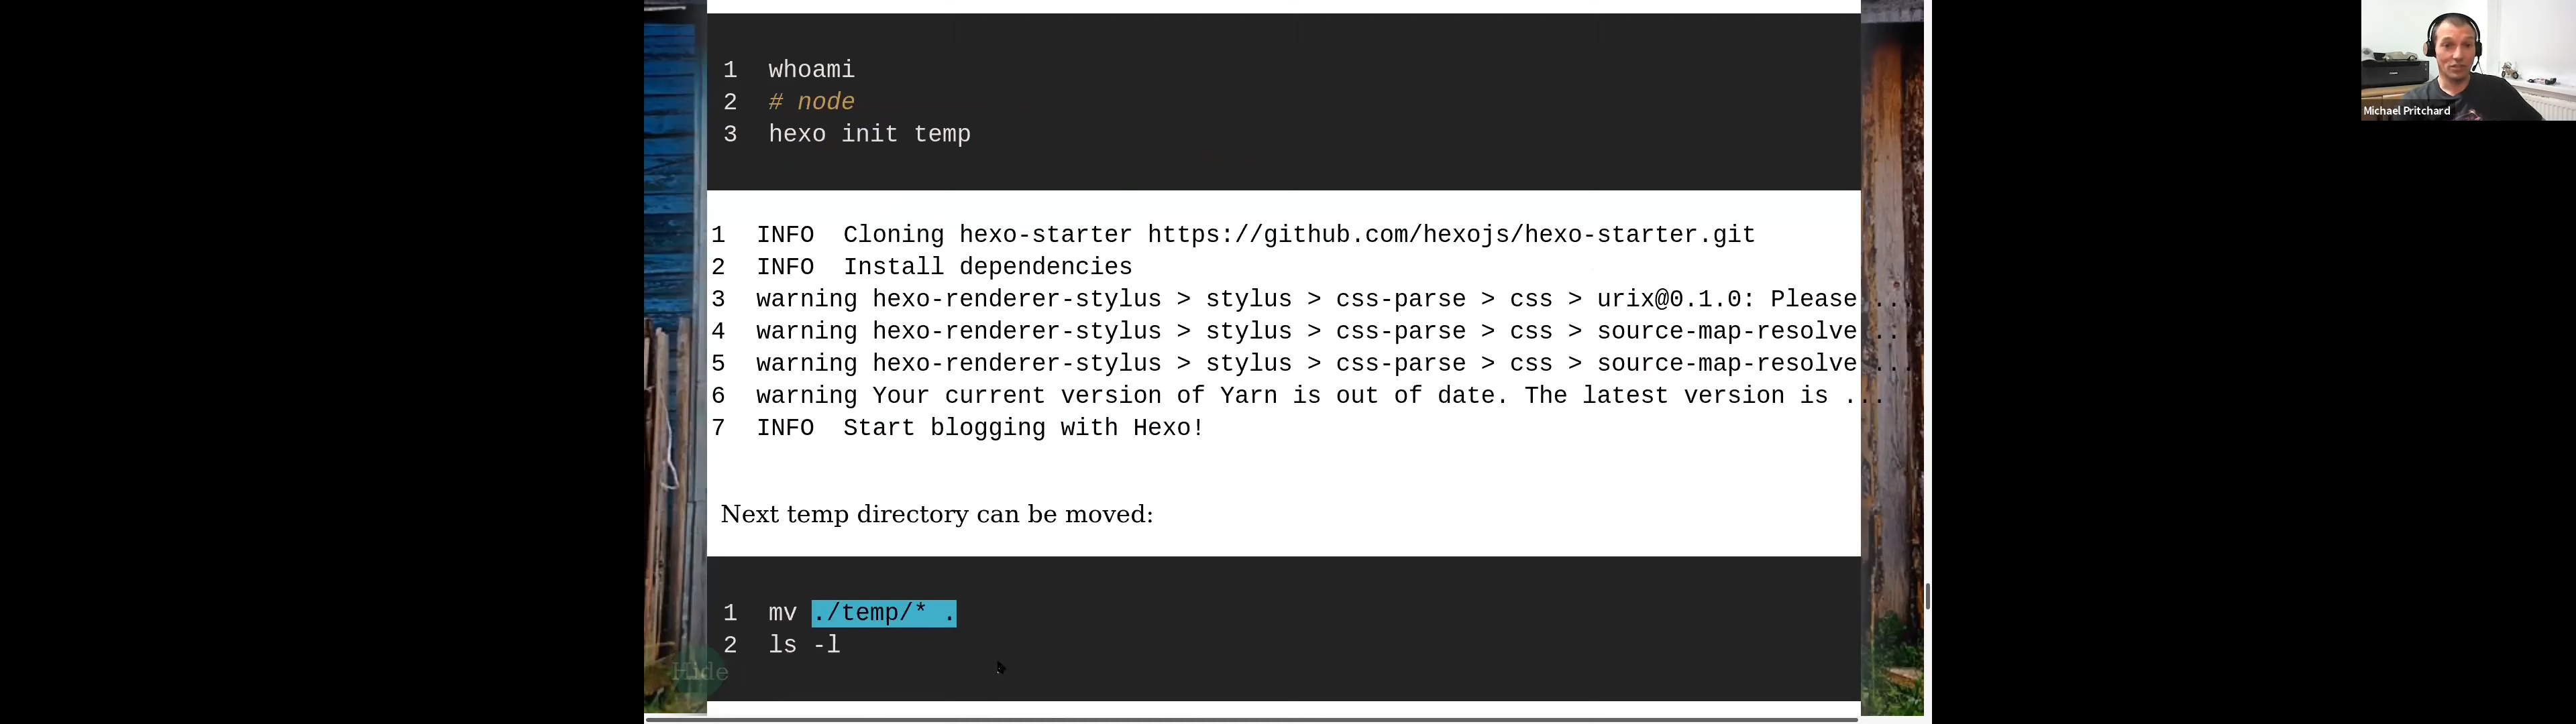 1 whoami
2 # node
3 hexo init temp
1 INFO Cloning hexo-starter https://github.com/hexojs/hexo-starter.git
2 INFO Install dependencies
3 warning hexo-renderer-stylus > stylus > css-parse > css > urix@0.1.0: Please ...
4 warning hexo-renderer-stylus > stylus > css-parse > css > source-map-resolve ...
5 warning hexo-renderer-stylus > stylus > css-parse > css > source-map-resolve ...
6 warning Your current version of Yarn is out of date. The latest version is ...
7 INFO Start blogging with Hexo!
Next temp directory can be moved:
1 mv ./temp/* .
2 ls -l
Hide
Michael Pritchard